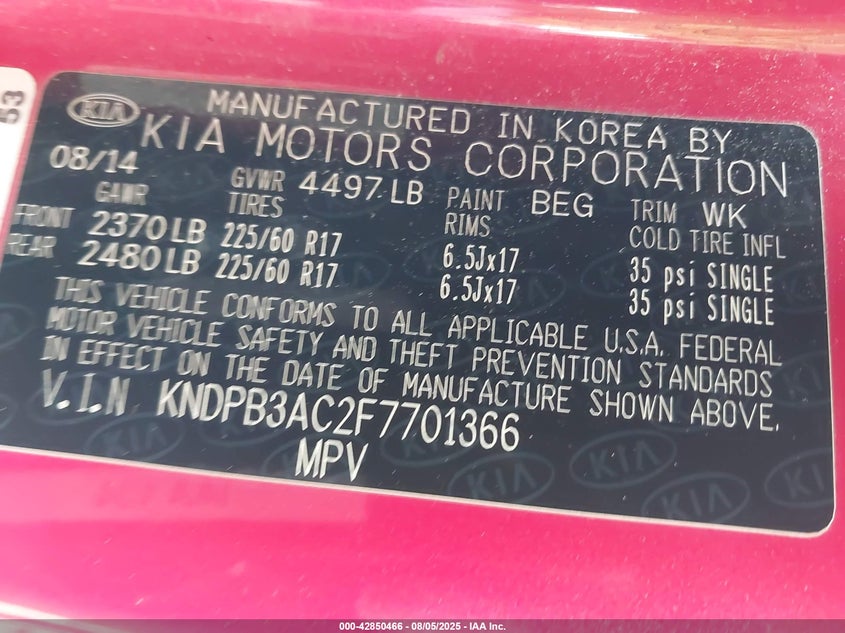 53
KIA
MANUFACTURED IN KOREA BY
KIA MOTORS CORPORATION
08/14 GVWR 4497 LB PAINT BEG TRIM WK
GAWR TIRES RIMS COLD TIRE INFL
FRONT 2370 LB 225/60 R17 6.5Jx17 35 psi SINGLE
REAR 2480 LB 225/60 R17 6.5Jx17 35 psi SINGLE
THIS VEHICLE CONFORMS TO ALL APPLICABLE U.S.A. FEDERAL
MOTOR VEHICLE SAFETY AND THEFT PREVENTION STANDARDS
IN EFFECT ON THE DATE OF MANUFACTURE SHOWN ABOVE.
V.I.N KNDPB3AC2F7701366
MPV
KIA KIA KIA KIA
000-42850466 - 08/05/2025 - IAA Inc.